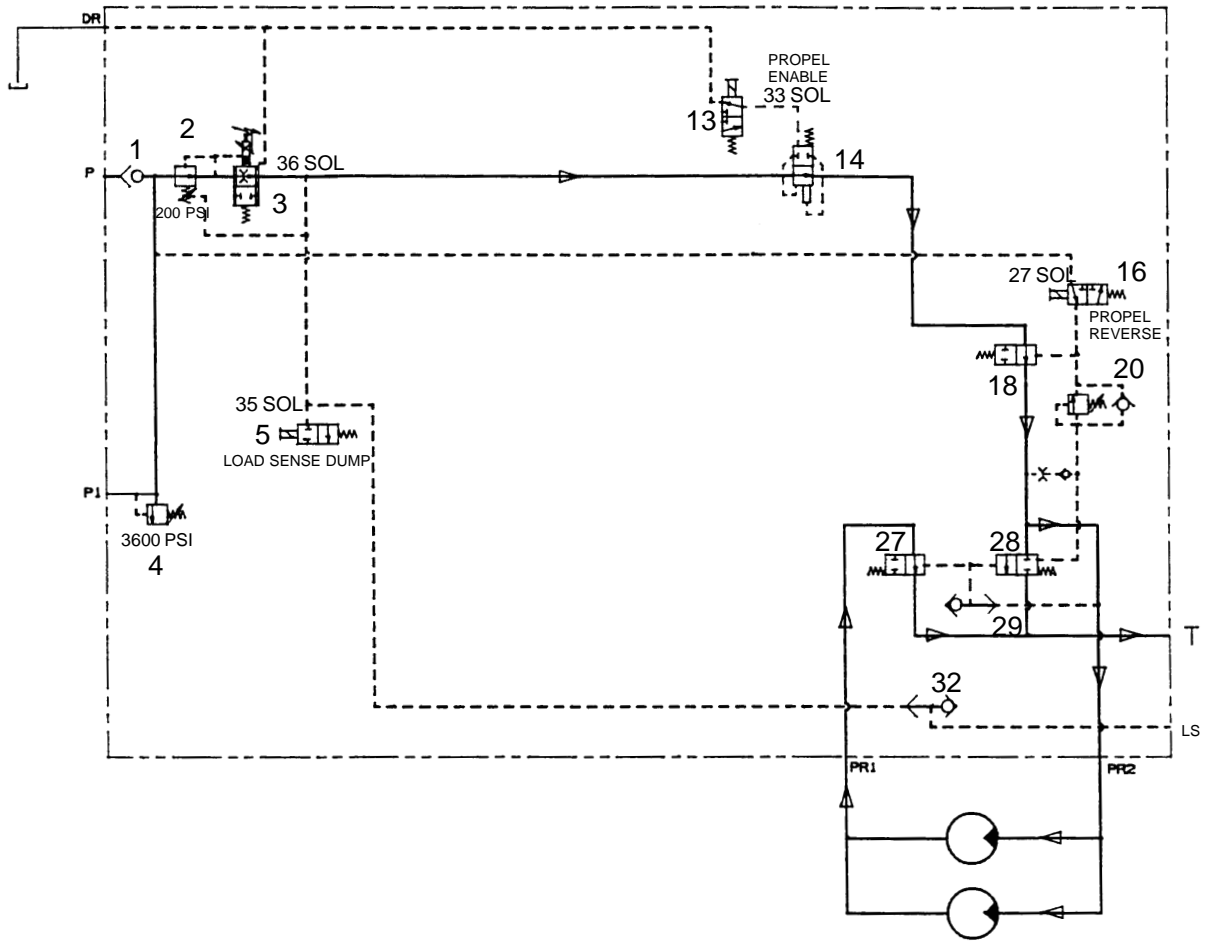 DR
PROPEL
ENABLE
33 SOL
13
14
1
2
P
36 SOL
3
200 PSI
27 SOL
16
PROPEL
REVERSE
18
20
35 SOL
5
LOAD SENSE DUMP
P1
3600 PSI
4
27
28
29
T
32
LS
PR1
PR2